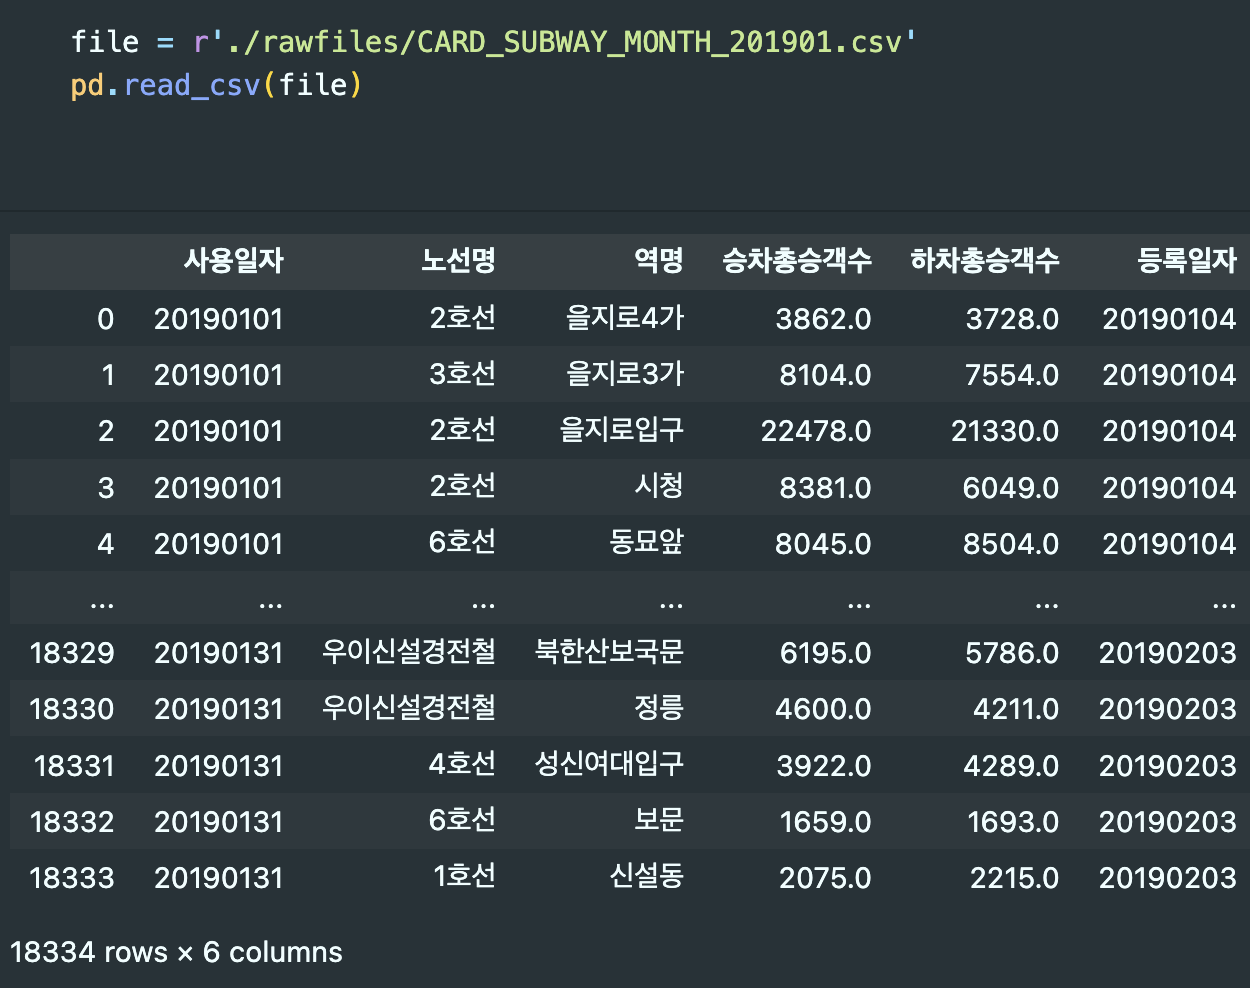 file = r'./rawfiles/CARD_SUBWAY_MONTH_201901.csv'
pd.read_csv(file)
사용일자 노선명 역명 승차총승객수 하차총승객수 등록일자
0 20190101 2호선 을지로4가 3862.0 3728.0 20190104
1 20190101 3호선 을지로3가 8104.0 7554.0 20190104
2 20190101 2호선 을지로입구 22478.0 21330.0 20190104
3 20190101 2호선 시청 8381.0 6049.0 20190104
4 20190101 6호선 동묘앞 8045.0 8504.0 20190104
... ... ... ... ... ... ...
18329 20190131 우이신설경전철 북한산보국문 6195.0 5786.0 20190203
18330 20190131 우이신설경전철 정릉 4600.0 4211.0 20190203
18331 20190131 4호선 성신여대입구 3922.0 4289.0 20190203
18332 20190131 6호선 보문 1659.0 1693.0 20190203
18333 20190131 1호선 신설동 2075.0 2215.0 20190203
18334 rows × 6 columns